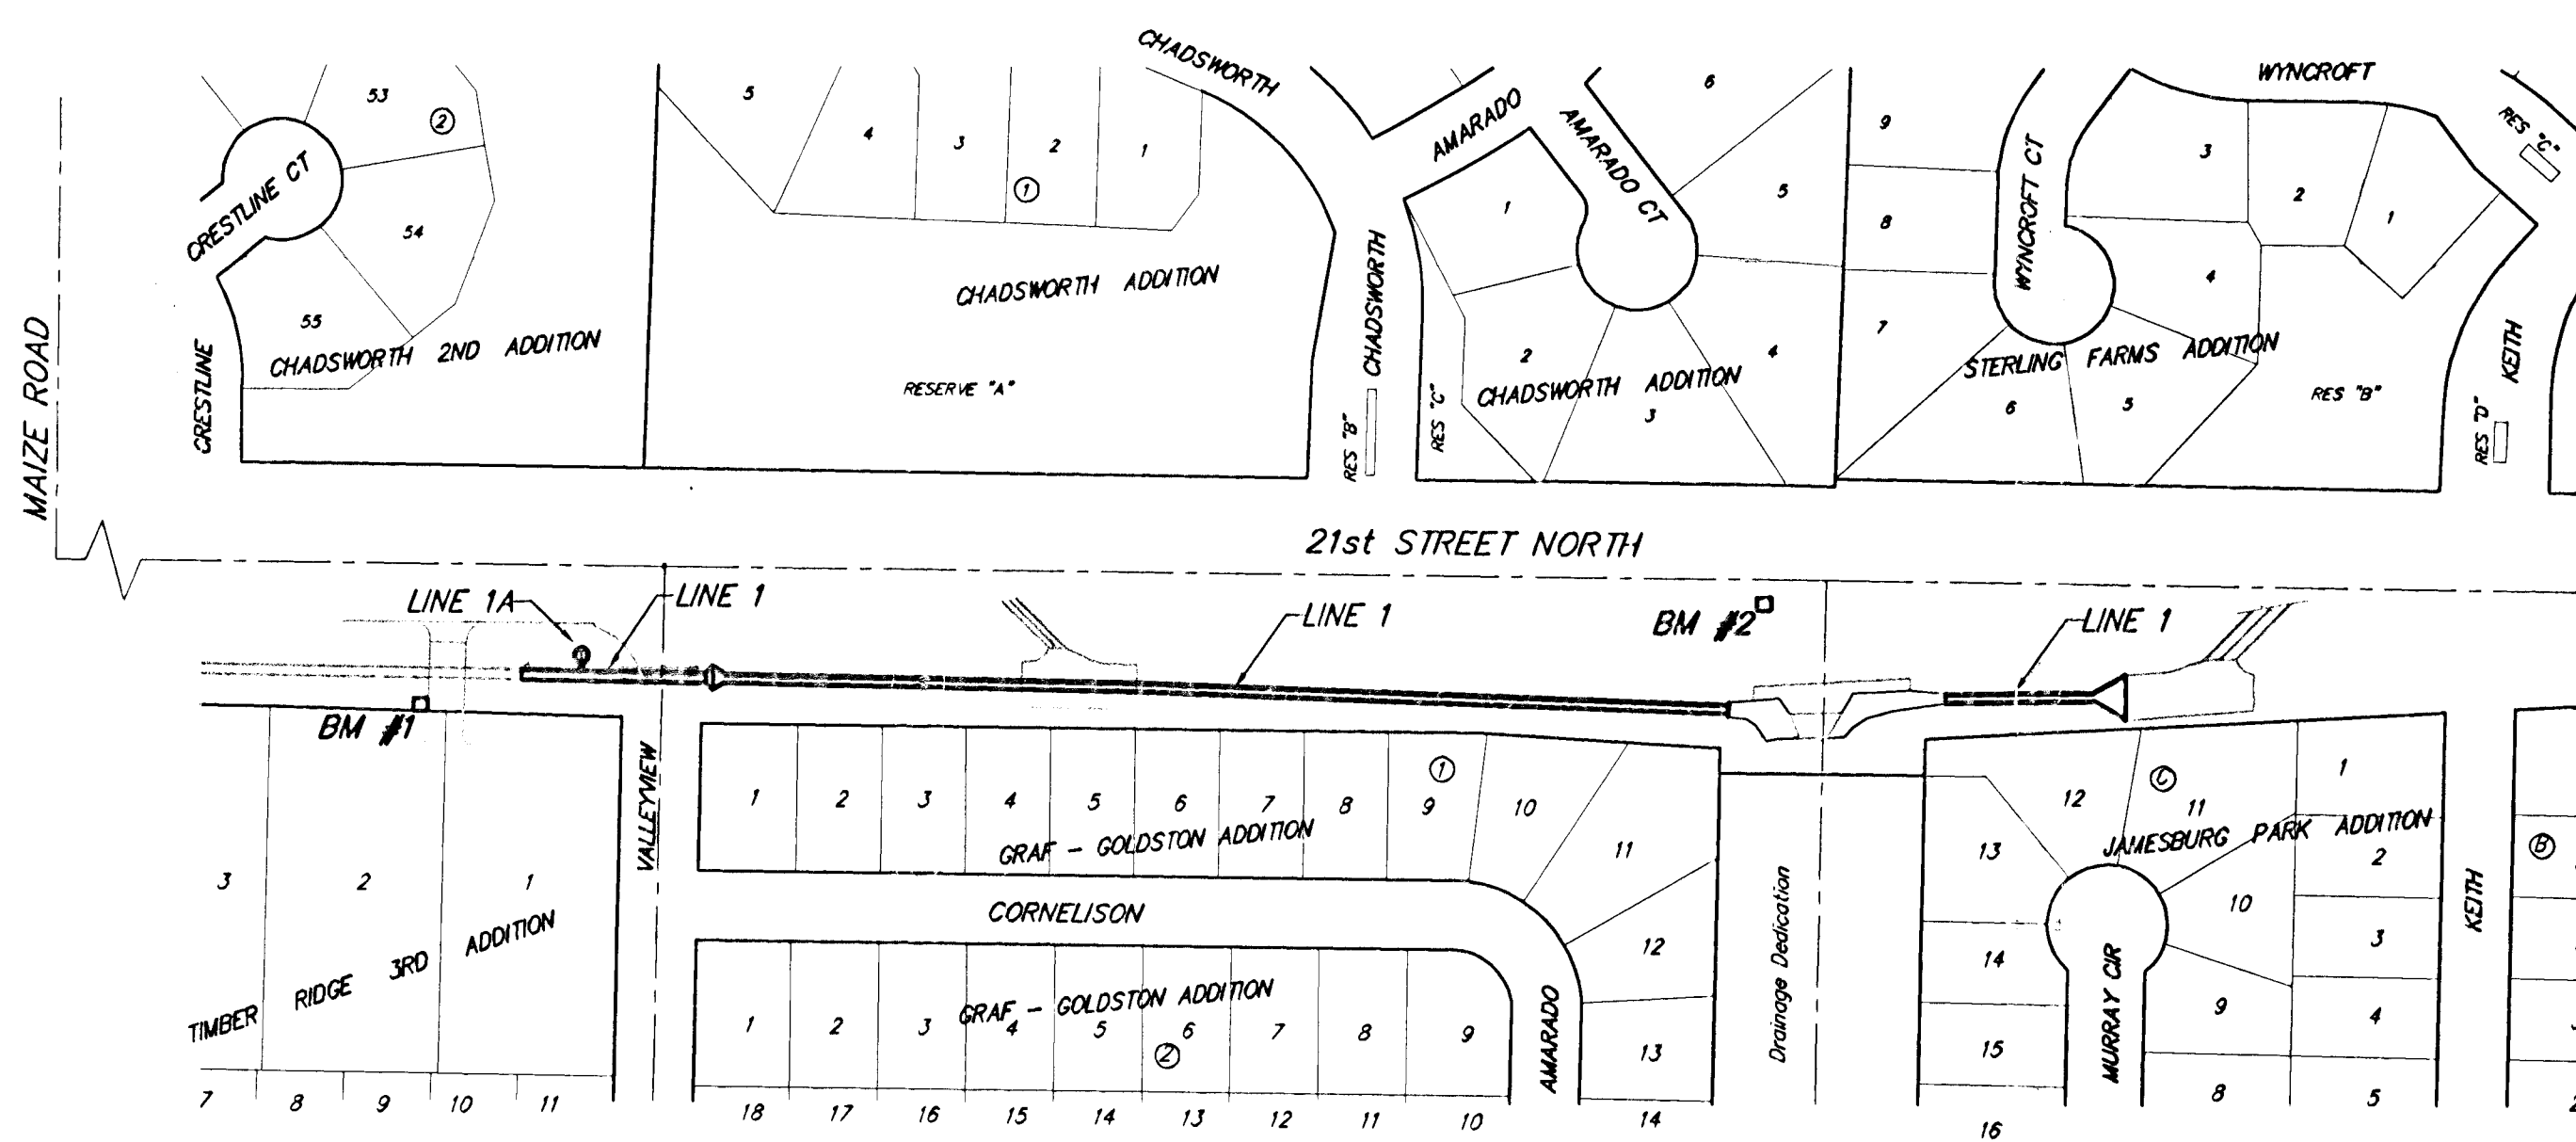 CHADSWORTH
WYNCROFT
53
2
5
4
3
2
1
1
AMARADO
AMARADO CT
6
9
RES "C"
3
2
1
CRESTLINE CT
54
1
5
8
WYNCROFT CT
4
CHADSWORTH ADDITION
CHADSWORTH
55
CHADSWORTH 2ND ADDITION
RESERVE "A"
CRESTLINE
MAIZE ROAD
RES "B"
RES "C"
2
4
CHADSWORTH ADDITION
3
7
STERLING FARMS ADDITION
6
5
RES "B"
KEITH
RES "D"
21st STREET NORTH
LINE 1A
LINE 1
LINE 1
BM #2
LINE 1
BM #1
VALLEYVIEW
3
2
1
TIMBER RIDGE 3RD ADDITION
1
2
3
4
5
6
7
8
9
1
10
11
GRAF - GOLDSTON ADDITION
CORNELISON
12
13
14
Drainage Dedication
12
C
11
1
JAMESBURG PARK ADDITION
13
2
B
10
3
KEITH
14
MURRAY CIR
9
4
15
8
5
16
GRAF - GOLDSTON ADDITION
1
2
3
4
5
6
7
8
9
2
AMARADO
7
8
9
10
11
18
17
16
15
14
13
12
11
10